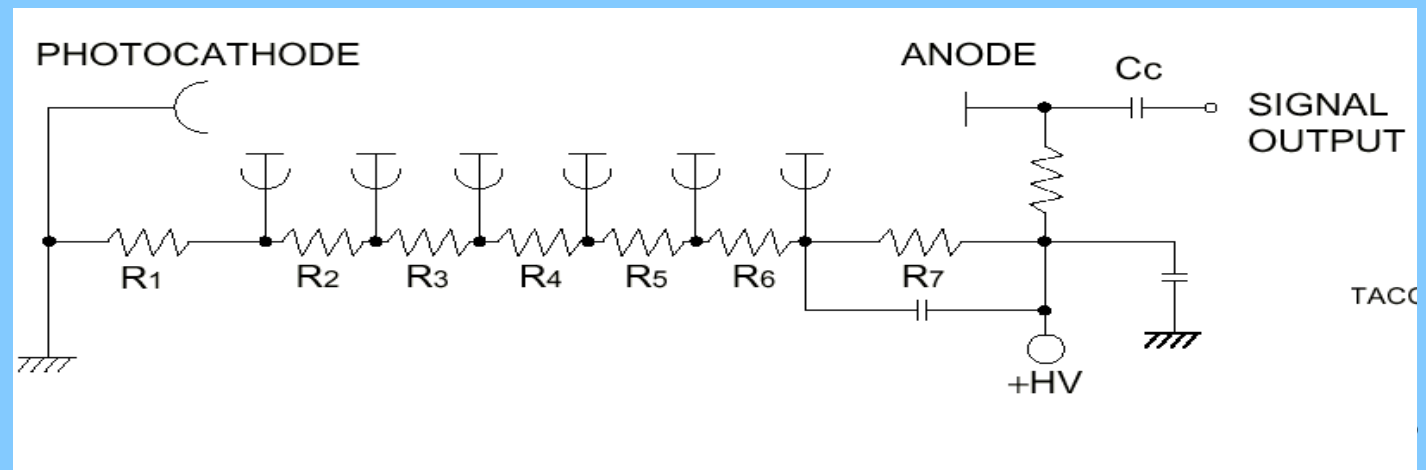 PHOTOCATHODE
ANODE
Cc
SIGNAL
OUTPUT
R1
R2
R3
R4
R5
R6
R7
+HV